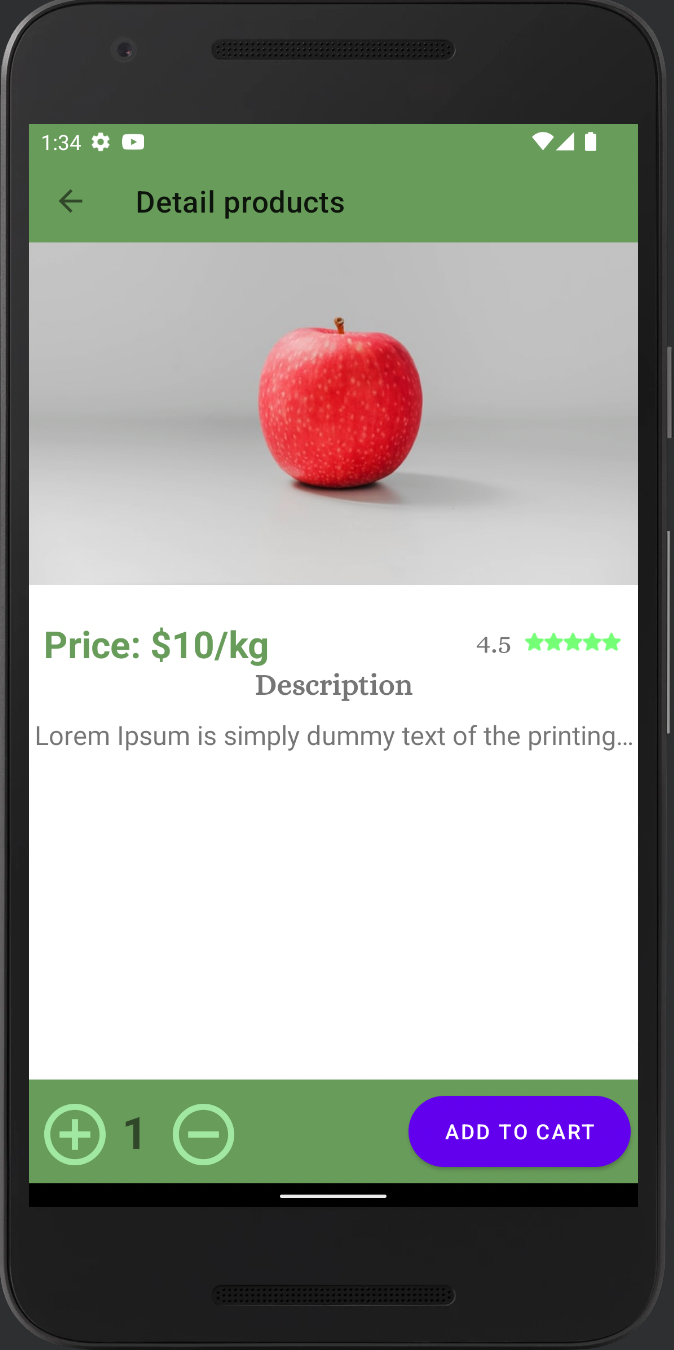 1:34
Detail products
Price: $10/kg
4.5
Description
Lorem Ipsum is simply dummy text of the printing...
1
ADD TO CART